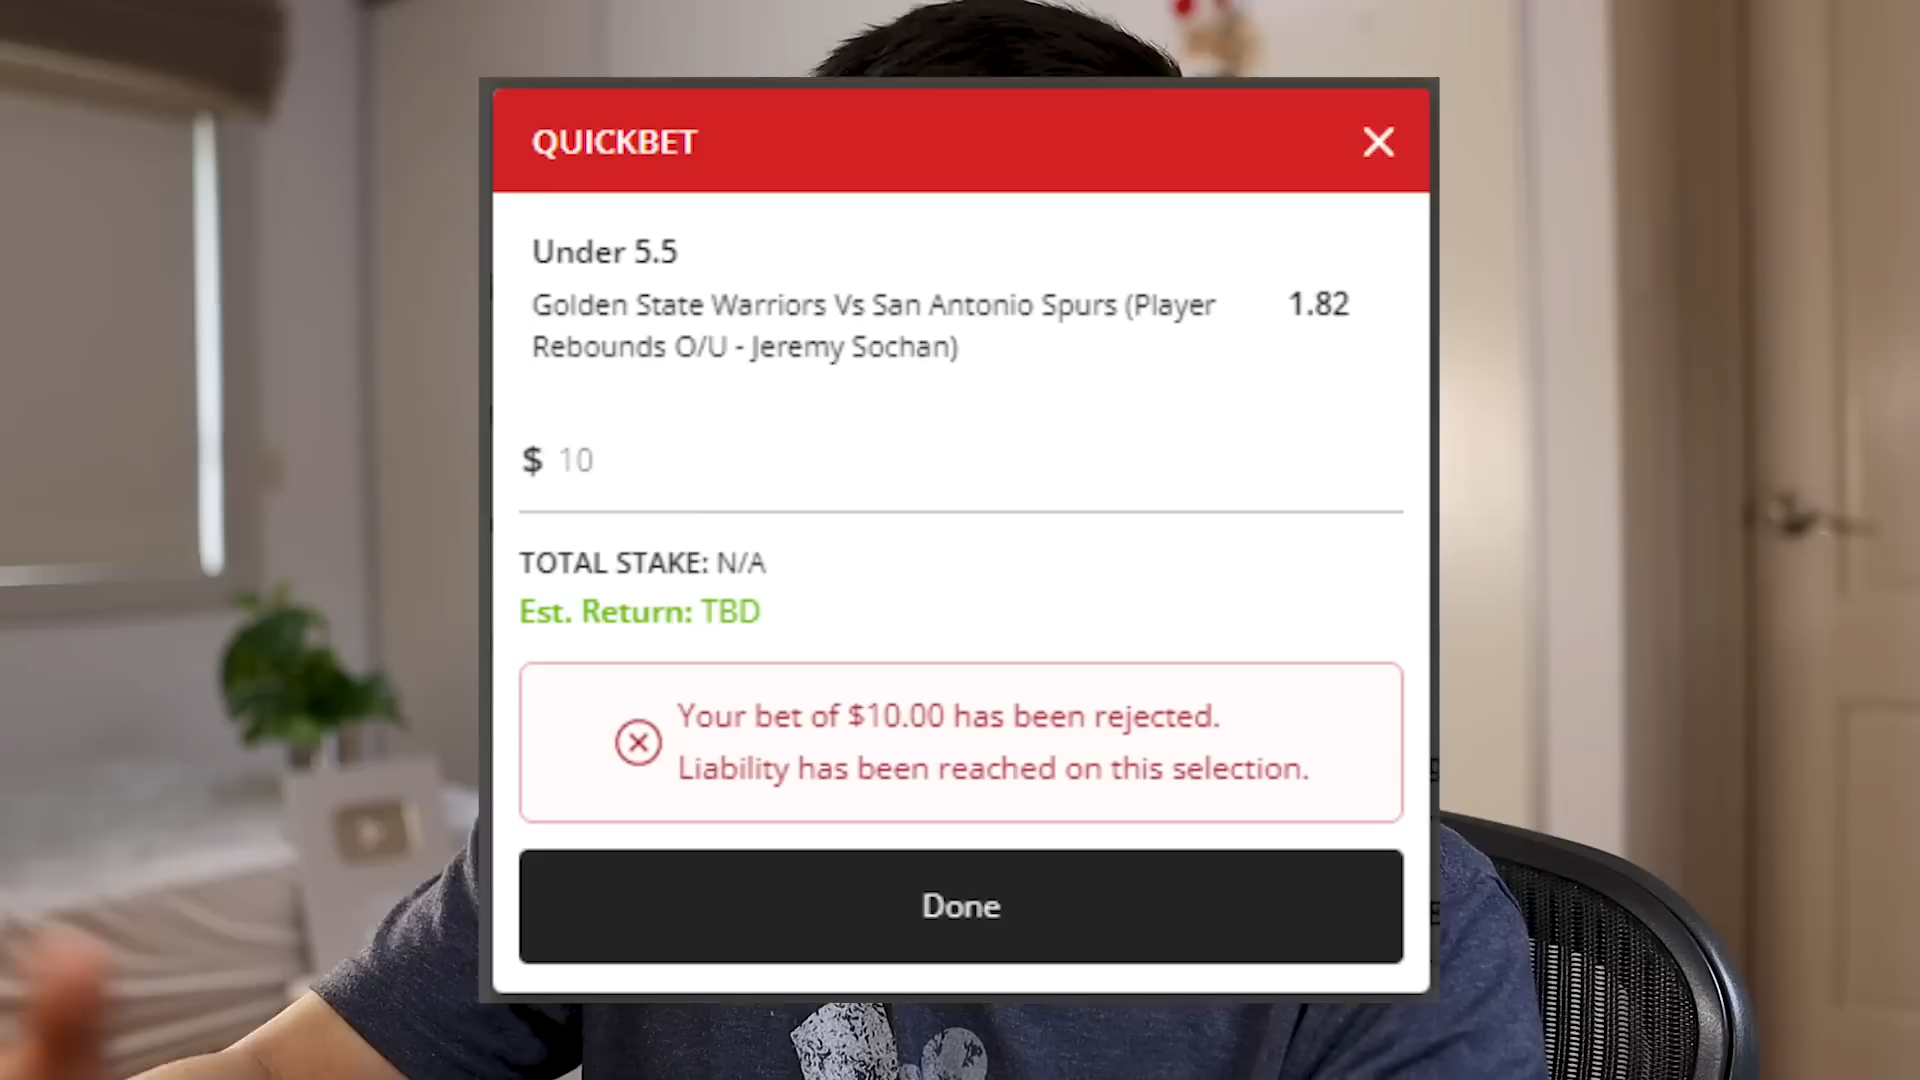 QUICKBET
Under 5.5
Golden State Warriors Vs San Antonio Spurs (Player
1.82
Rebounds O/U - Jeremy Sochan)
$ 10
TOTAL STAKE: N/A
Est. Return: TBD
Your bet of $10.00 has been rejected.
Liability has been reached on this selection.
Done